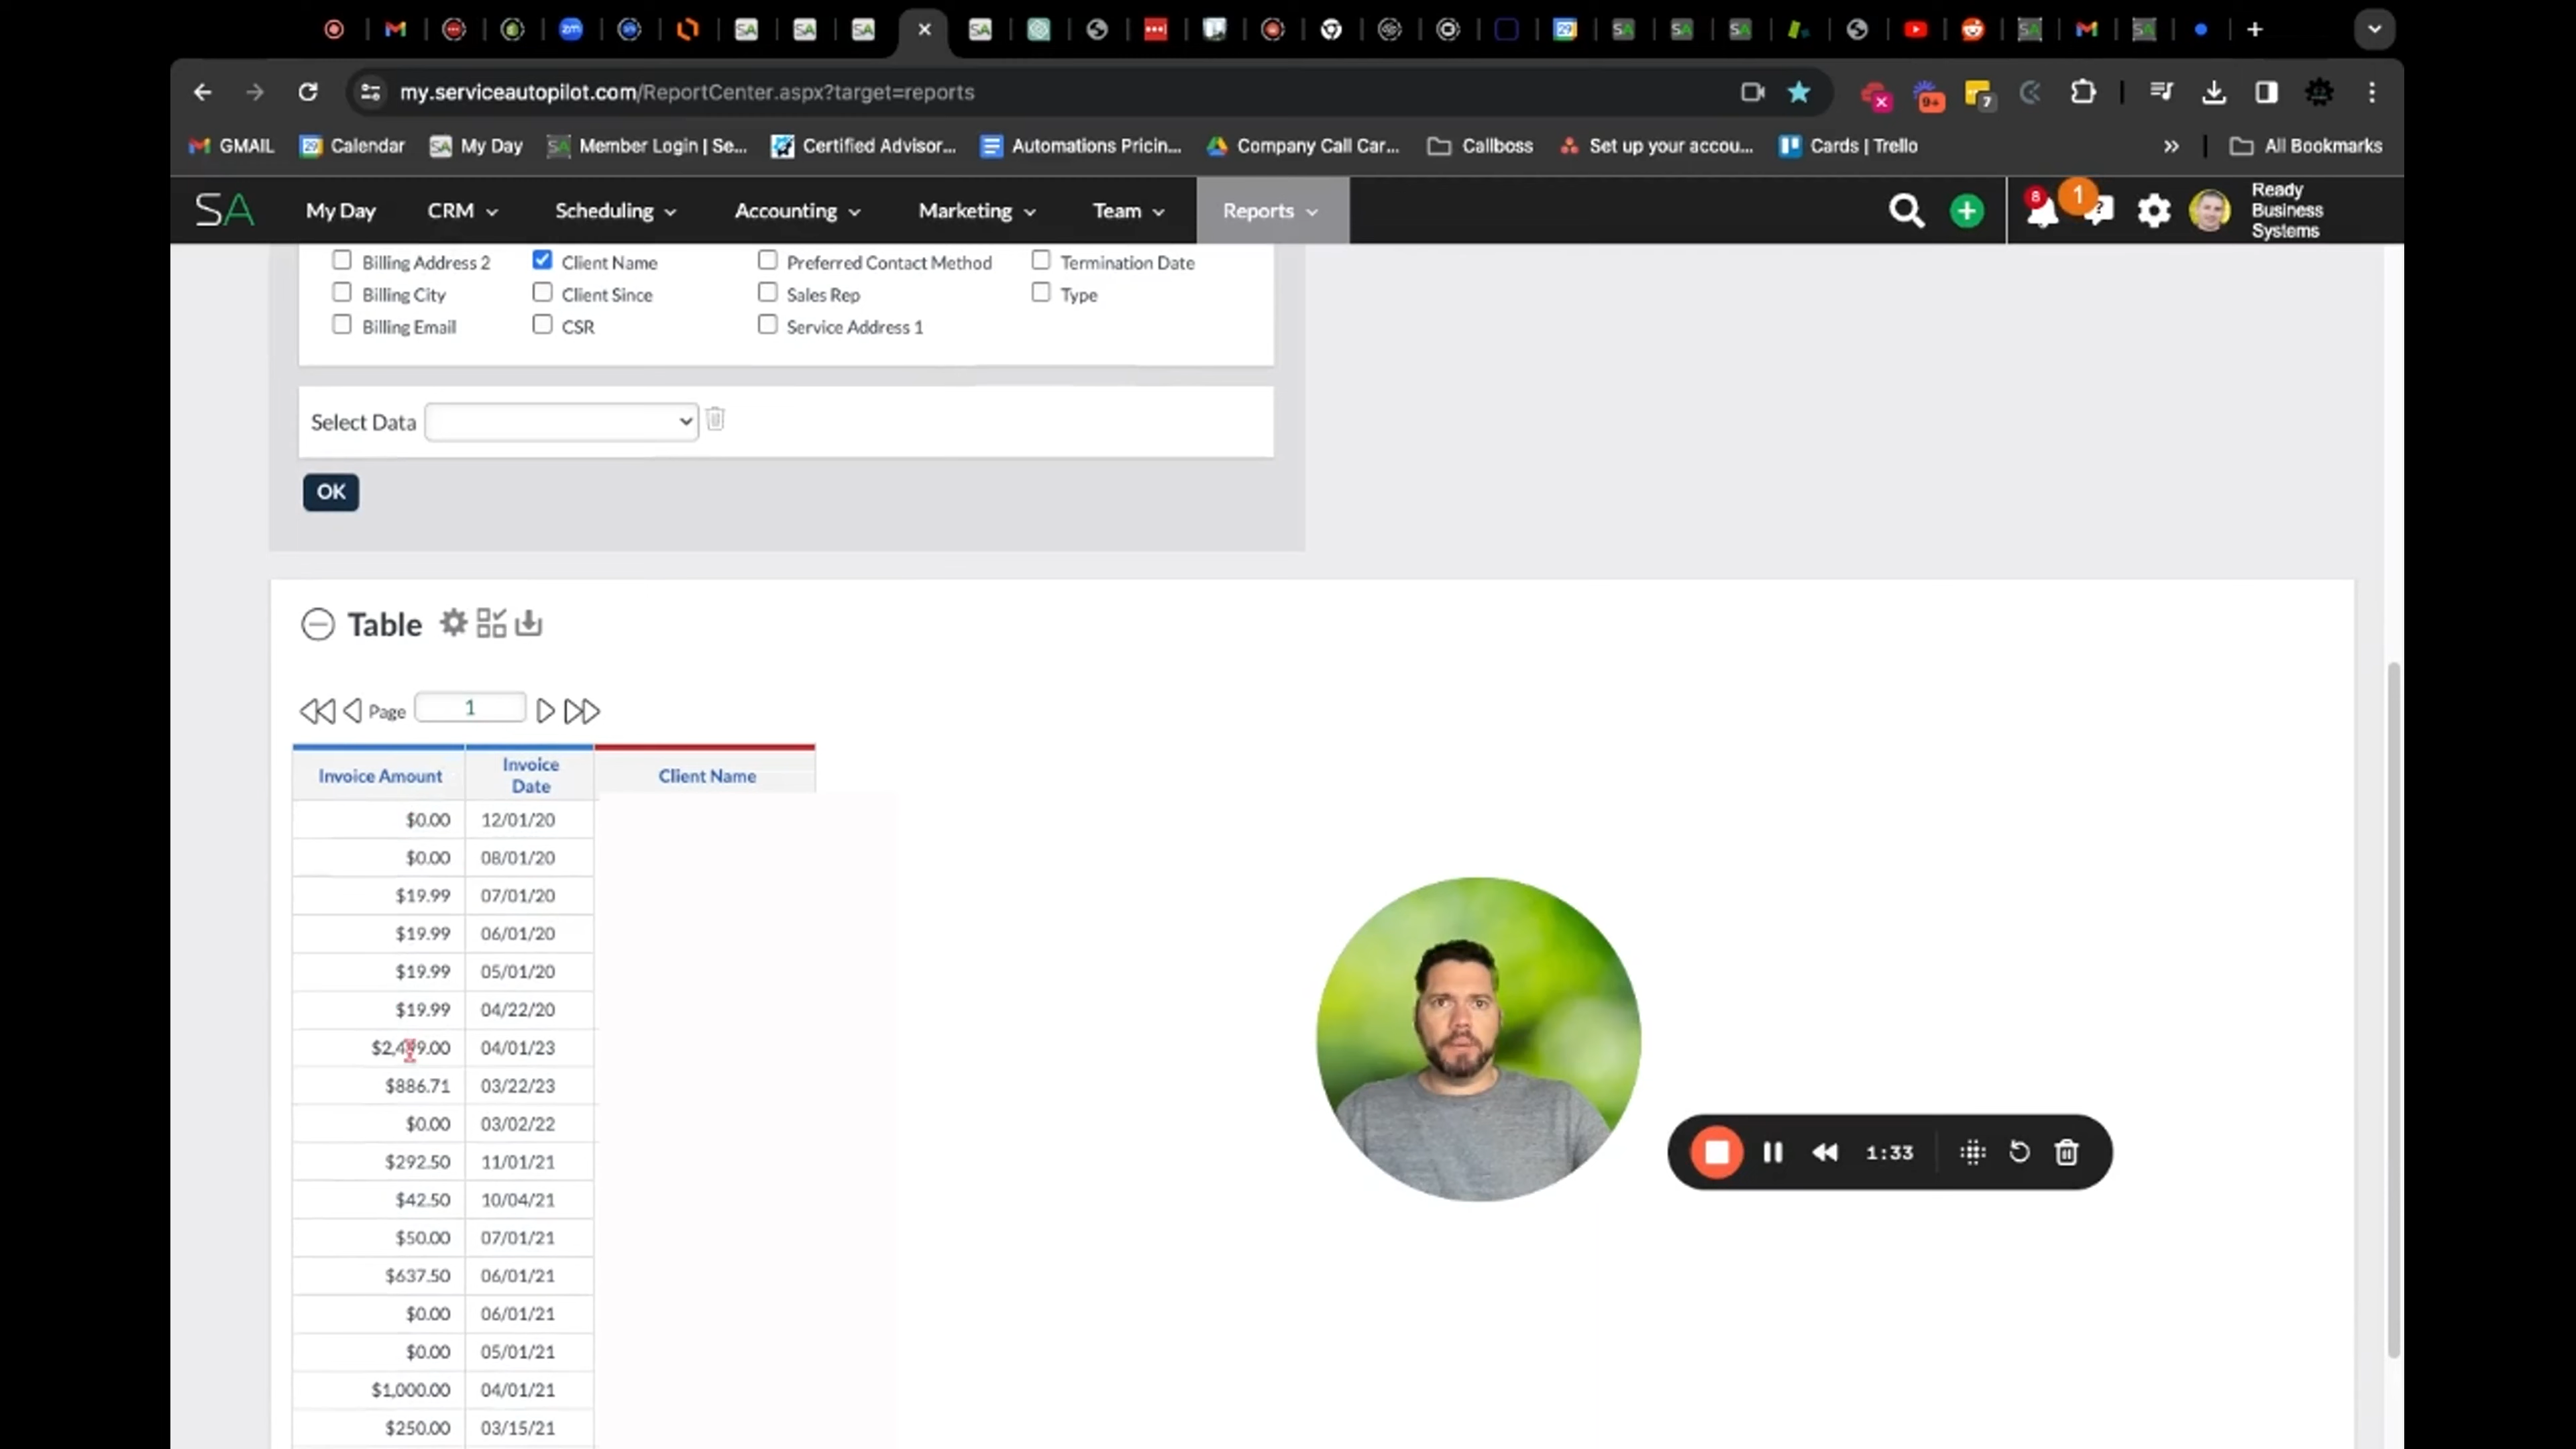 my.serviceautopilot.com/ReportCenter.aspx?target=reports
9+
7
GMAIL
Calendar
My Day
Member Login | Se...
Certified Advisor...
Automations Pricin...
Company Call Car...
Callboss
Set up your accou...
Cards | Trello
All Bookmarks
SA
My Day
CRM
Scheduling
Accounting
Marketing
Team
Reports
8
1
Ready
Business
Systems
Billing Address 2
Client Name
Preferred Contact Method
Termination Date
Billing City
Client Since
Sales Rep
Type
Billing Email
CSR
Service Address 1
Select Data
OK
Table
Page
1
Invoice Amount
Invoice
Date
Client Name
$0.00 12/01/20
$0.00 08/01/20
$19.99 07/01/20
$19.99 06/01/20
$19.99 05/01/20
$19.99 04/22/20
04/01/23
$886.71 03/22/23
$0.00 03/02/22
$292.50 11/01/21
$42.50 10/04/21
$50.00 07/01/21
$637.50 06/01/21
$0.00 06/01/21
$0.00 05/01/21
$1,000.00 04/01/21
$250.00 03/15/21
1:33